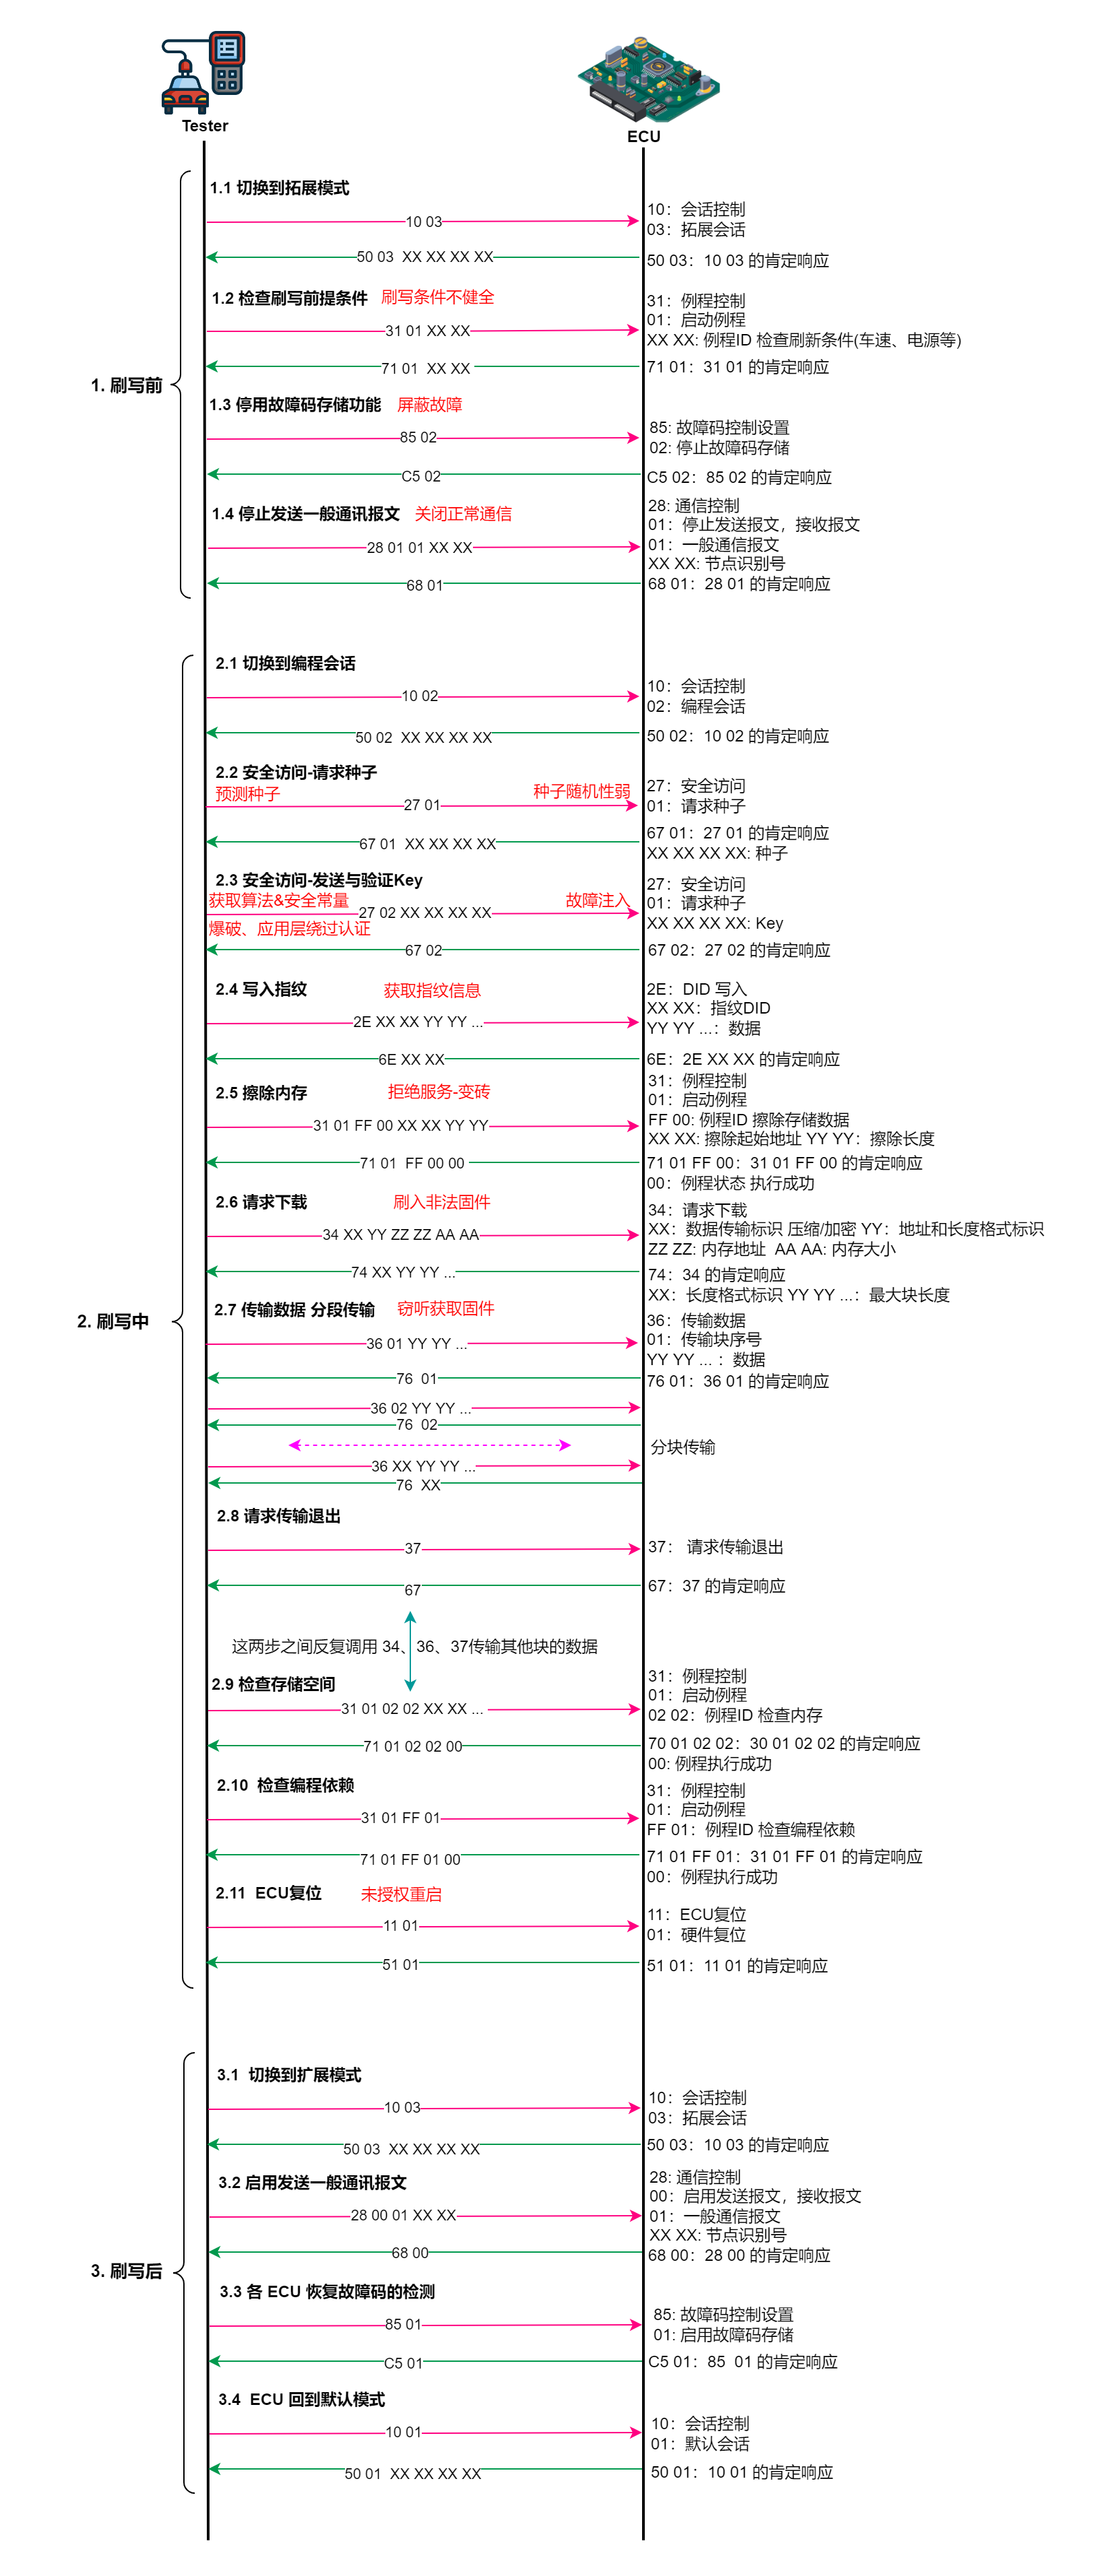 Tester
ECU
1.1 切换到拓展模式
10 03
10：会话控制
03：拓展会话
50 03  XX XX XX XX
50 03：10 03 的肯定响应
1.2 检查刷写前提条件 刷写条件不健全
31 01 XX XX
31：例程控制
01：启动例程
XX XX: 例程ID 检查刷新条件(车速、电源等)
71 01  XX XX
71 01：31 01 的肯定响应
1. 刷写前
1.3 停用故障码存储功能 屏蔽故障
85 02
85: 故障码控制设置
02: 停止故障码存储
C5 02
C5 02：85 02 的肯定响应
1.4 停止发送一般通讯报文 关闭正常通信
28 01 01 XX XX
28: 通信控制
01：停止发送报文，接收报文
01：一般通信报文
XX XX: 节点识别号
68 01
68 01：28 01 的肯定响应
2.1 切换到编程会话
10 02
10：会话控制
02：编程会话
50 02  XX XX XX XX
50 02：10 02 的肯定响应
2.2 安全访问-请求种子
预测种子
种子随机性弱
27 01
27：安全访问
01：请求种子
67 01  XX XX XX XX
67 01：27 01 的肯定响应
XX XX XX XX: 种子
2.3 安全访问-发送与验证Key
获取算法&安全常量
故障注入
27 02 XX XX XX XX
爆破、应用层绕过认证
27：安全访问
01：请求种子
XX XX XX XX: Key
67 02
67 02：27 02 的肯定响应
2.4 写入指纹 获取指纹信息
2E XX XX YY YY ...
2E：DID 写入
XX XX：指纹DID
YY YY ...：数据
6E XX XX
6E：2E XX XX 的肯定响应
2.5 擦除内存 拒绝服务-变砖
31 01 FF 00 XX XX YY YY
31：例程控制
01：启动例程
FF 00: 例程ID 擦除存储数据
XX XX: 擦除起始地址 YY YY：擦除长度
71 01  FF 00 00
71 01 FF 00：31 01 FF 00 的肯定响应
00：例程状态 执行成功
2.6 请求下载 刷入非法固件
34 XX YY ZZ ZZ AA AA
34：请求下载
XX：数据传输标识 压缩/加密 YY：地址和长度格式标识
ZZ ZZ: 内存地址  AA AA: 内存大小
74 XX YY YY ...
74：34 的肯定响应
XX：长度格式标识 YY YY ...：最大块长度
2. 刷写中
2.7 传输数据 分段传输 窃听获取固件
36 01 YY YY ...
36：传输数据
01：传输块序号
YY YY ... ：数据
76  01
76 01：36 01 的肯定响应
36 02 YY YY ...
76  02
分块传输
36 XX YY YY ...
76  XX
2.8 请求传输退出
37
37： 请求传输退出
67
67：37 的肯定响应
这两步之间反复调用 34、36、37传输其他块的数据
2.9 检查存储空间
31 01 02 02 XX XX ...
31：例程控制
01：启动例程
02 02：例程ID 检查内存
71 01 02 02 00
70 01 02 02：30 01 02 02 的肯定响应
00: 例程执行成功
2.10  检查编程依赖
31 01 FF 01
31：例程控制
01：启动例程
FF 01：例程ID 检查编程依赖
71 01 FF 01 00
71 01 FF 01：31 01 FF 01 的肯定响应
00：例程执行成功
2.11  ECU复位 未授权重启
11 01
11：ECU复位
01：硬件复位
51 01
51 01：11 01 的肯定响应
3.1  切换到扩展模式
10 03
10：会话控制
03：拓展会话
50 03  XX XX XX XX
50 03：10 03 的肯定响应
3.2 启用发送一般通讯报文
28 00 01 XX XX
28: 通信控制
00：启用发送报文，接收报文
01：一般通信报文
XX XX: 节点识别号
68 00
68 00：28 00 的肯定响应
3. 刷写后
3.3 各 ECU 恢复故障码的检测
85 01
85: 故障码控制设置
01: 启用故障码存储
C5 01
C5 01：85  01 的肯定响应
3.4  ECU 回到默认模式
10 01
10：会话控制
01：默认会话
50 01  XX XX XX XX
50 01：10 01 的肯定响应